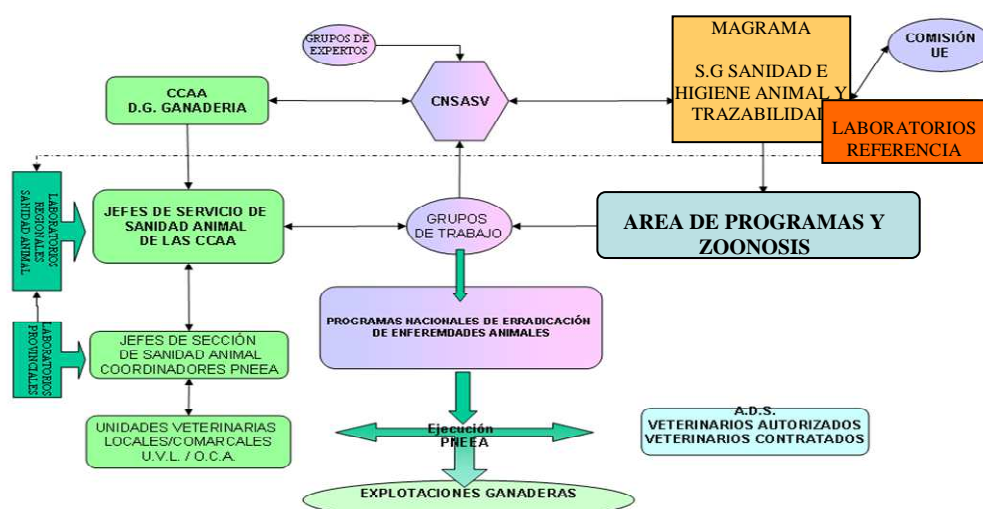 GRUPOS DE
EXPERTOS
MAGRAMA
S.G SANIDAD E
HIGIENE ANIMAL Y
TRAZABILIDAD
COMISIÓN
UE
CCAA
D.G. GANADERIA
CNSASV
LABORATORIOS
REFERENCIA
LABORATORIOS
REGIONALES
SANIDAD ANIMAL
JEFES DE SERVICIO DE
SANIDAD ANIMAL
DE LAS CCAA
GRUPOS
DE TRABAJO
AREA DE PROGRAMAS Y
ZOONOSIS
PROGRAMAS NACIONALES DE ERRADICACIÓN
DE ENFEREMDADES ANIMALES
LABORATORIOS
PROVINCIALES
JEFES DE SECCIÓN
DE SANIDAD ANIMAL
COORDINADORES PNEEA
UNIDADES VETERINARIAS
LOCALES/COMARCALES
U.V.L. / O.C.A.
Ejecución
PNEEA
A.D.S.
VETERINARIOS AUTORIZADOS
VETERINARIOS CONTRATADOS
EXPLOTACIONES GANADERAS